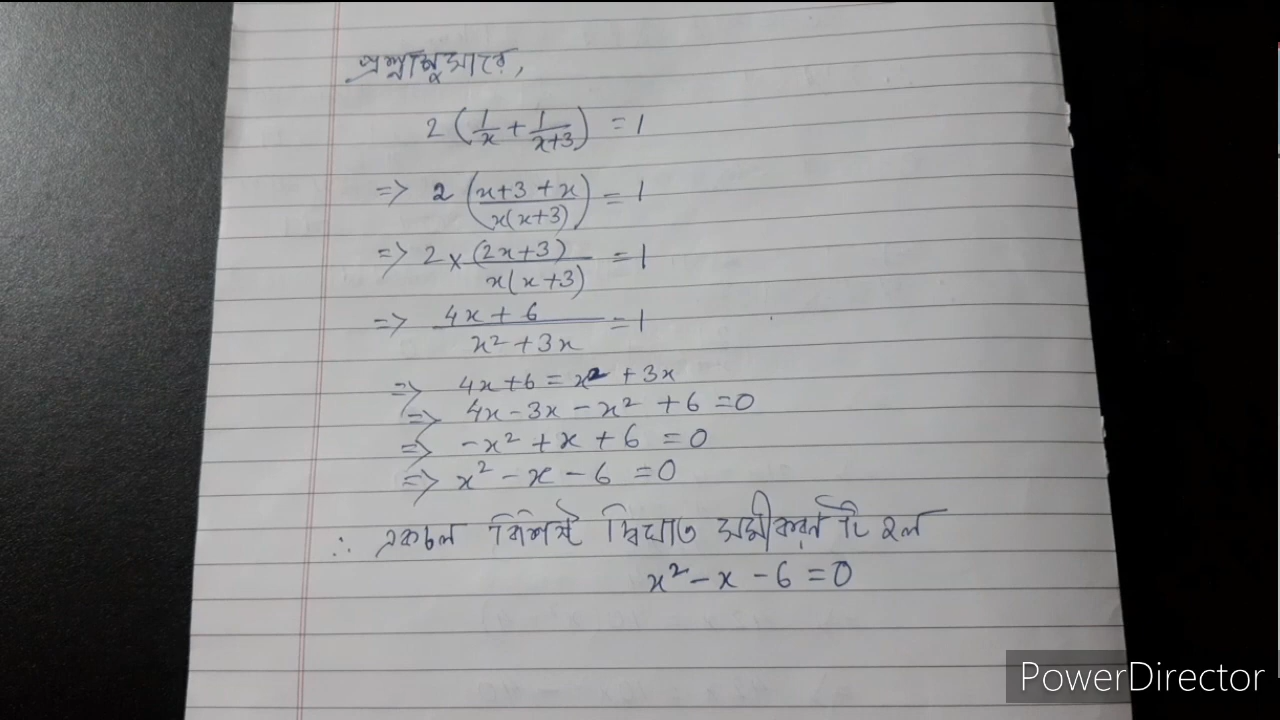 প্রশ্নানুসারে,
2 (1/x + 1/x+3) = 1
=> 2 (x+3+x/x(x+3)) = 1
=> 2 × (2x+3)/x(x+3) = 1
=> 4x + 6/x² + 3x = 1
=> 4x+6 = x² + 3x
=> 4x - 3x - x² + 6 = 0
=> -x² + x + 6 = 0
=> x² - x - 6 = 0
∴ একচল বিশিষ্ট দ্বিঘাত সমীকরণ টি হল
x² - x - 6 = 0
PowerDirector